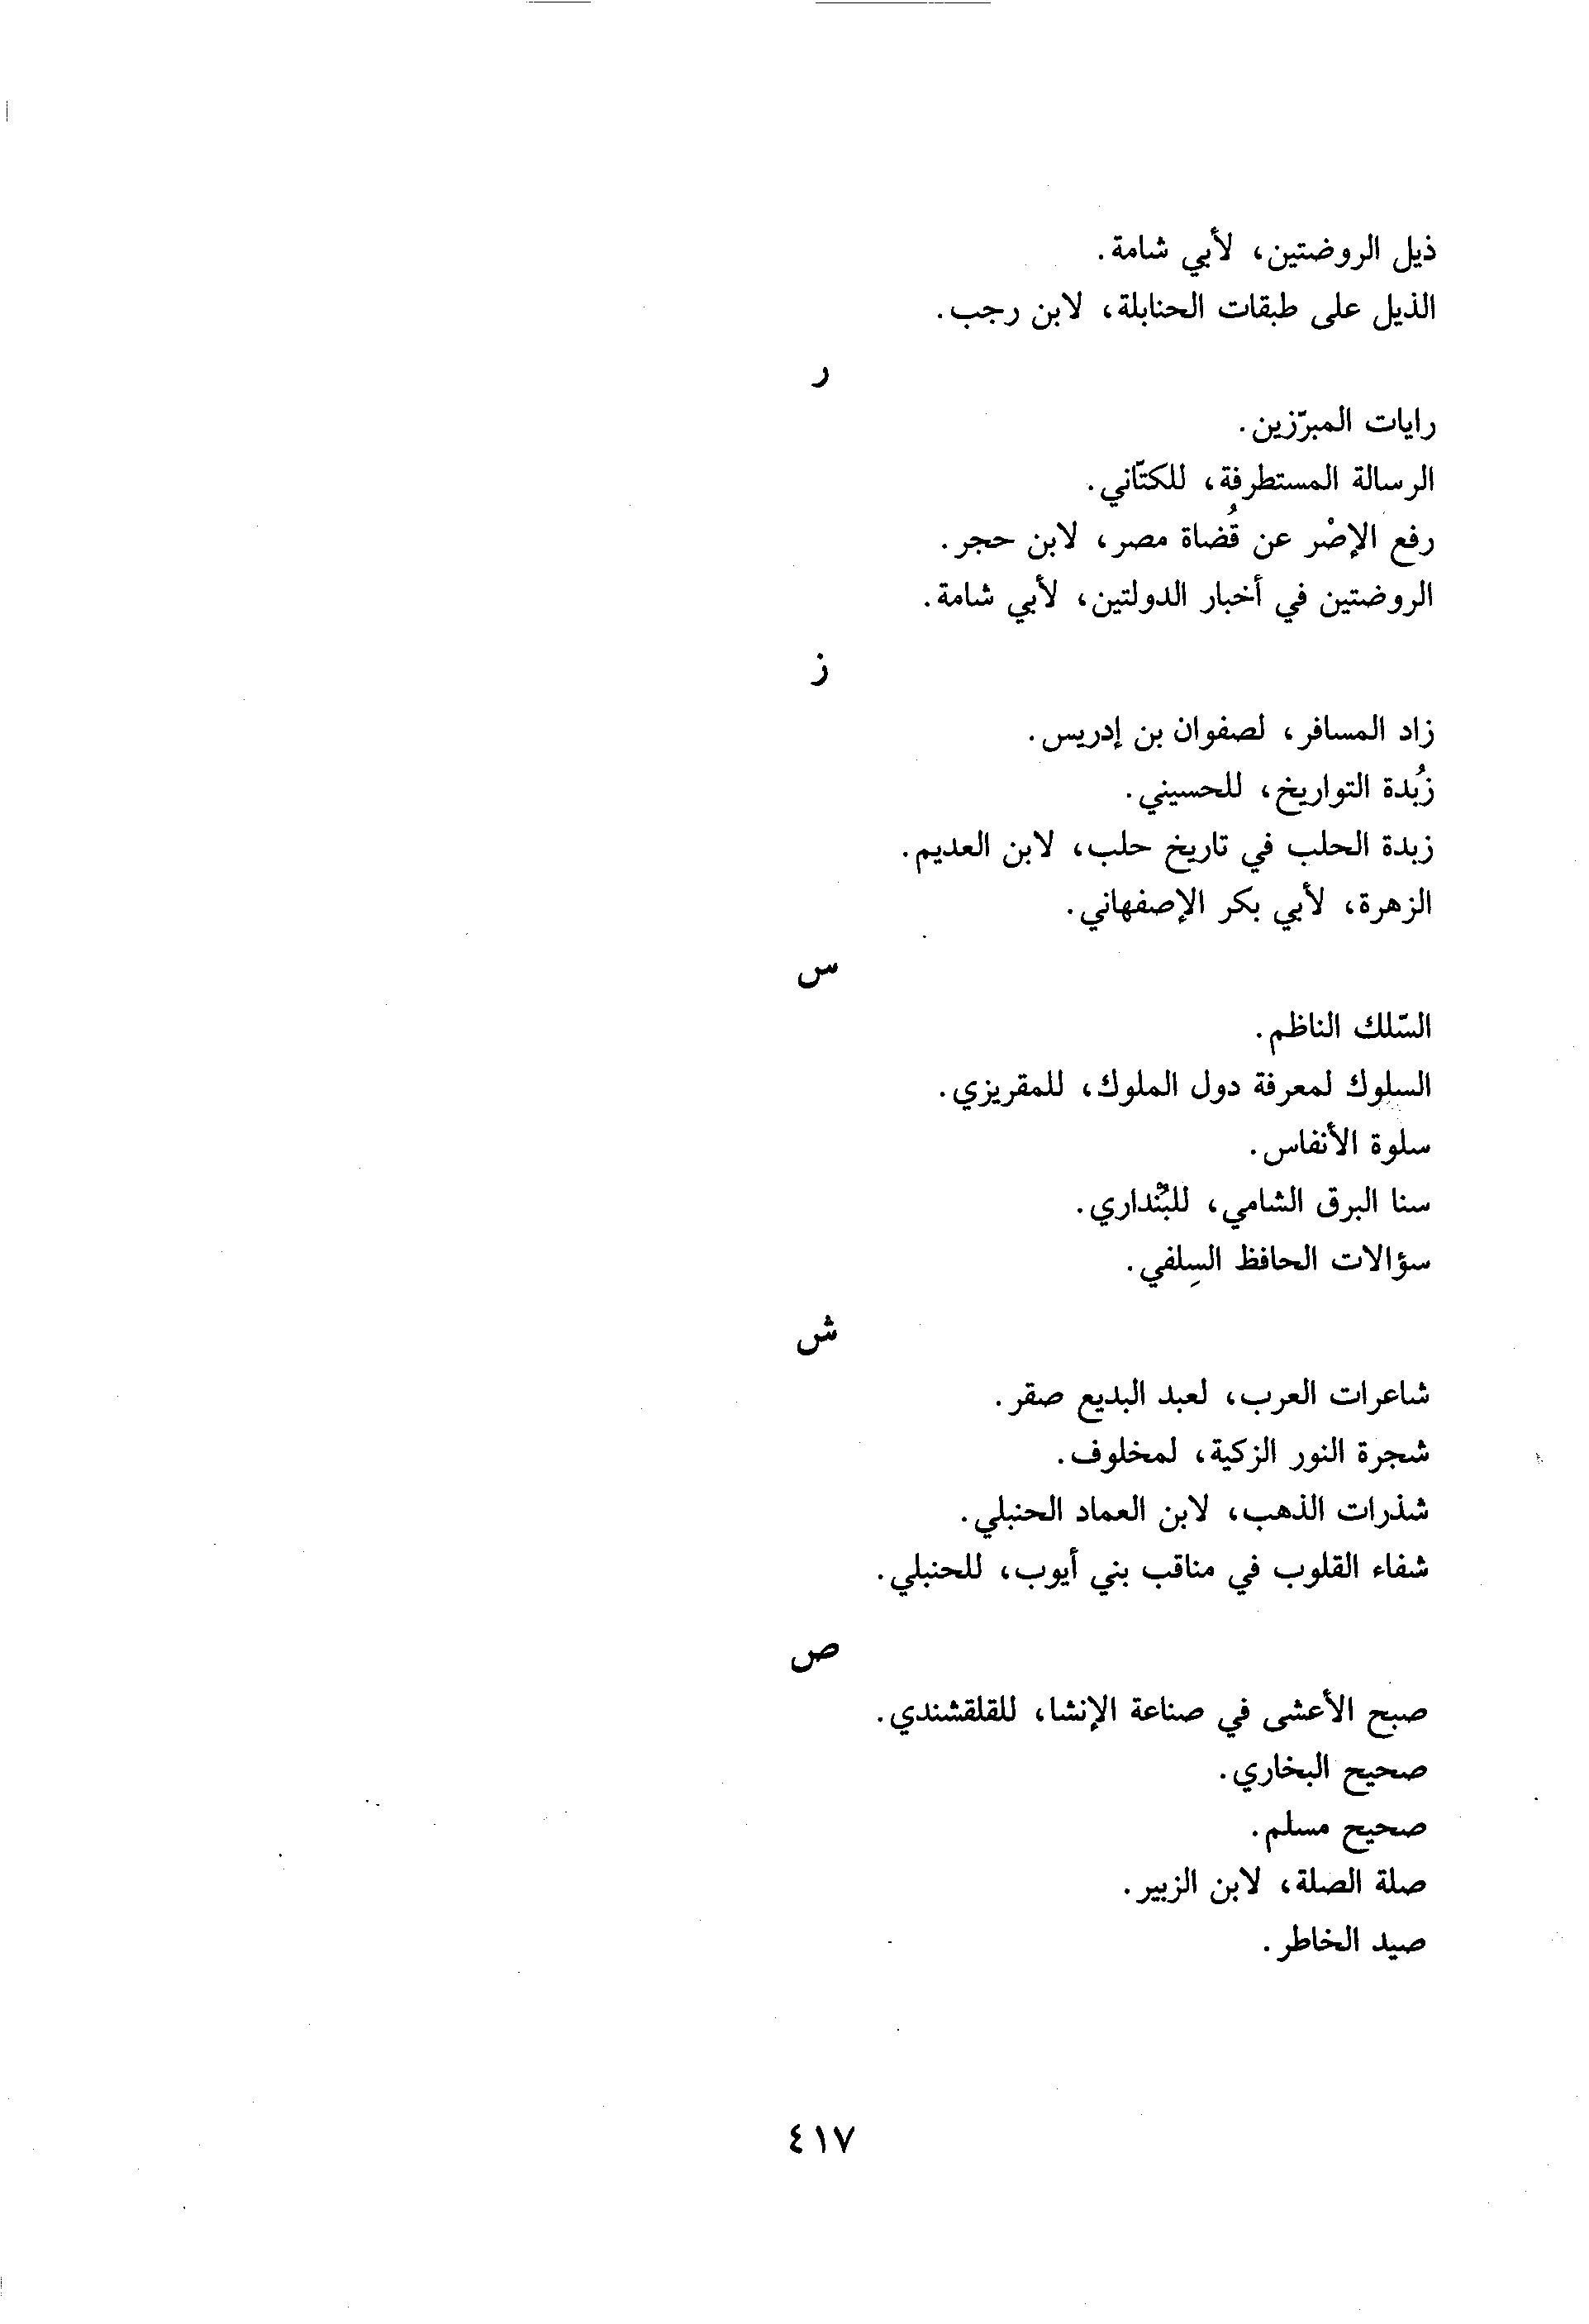 ذيل الروضتين، لأبي شامة.
الذيل على طبقات الحنابلة، لابن رجب.
ر
رايات المبرّزين.
الرسالة المستطرفة، للكتّاني.
رفع الإصْر عن قُضاة مصر، لابن حجر.
الروضتين في أخبار الدولتين، لأبي شامة.
ز
زاد المسافر، لصفوان بن إدريس.
زُبدة التواريخ، للحسيني.
زبدة الحلب في تاريخ حلب، لابن العديم.
الزهرة، لأبي بكر الإصفهاني.
س
السّلك الناظم.
السلوك لمعرفة دول الملوك، للمقريزي.
سلوة الأنفاس.
سنا البرق الشامي، للبُنْداري.
سؤالات الحافظ السِلفي.
ش
شاعرات العرب، لعبد البديع صقر.
شجرة النور الزكية، لمخلوف.
شذرات الذهب، لابن العماد الحنبلي.
شفاء القلوب في مناقب بني أيوب، للحنبلي.
ص
صبح الأعشى في صناعة الإنشا، للقلقشندي.
صحيح البخاري.
صحيح مسلم.
صلة الصلة، لابن الزبير.
صيد الخاطر.
٤١٧